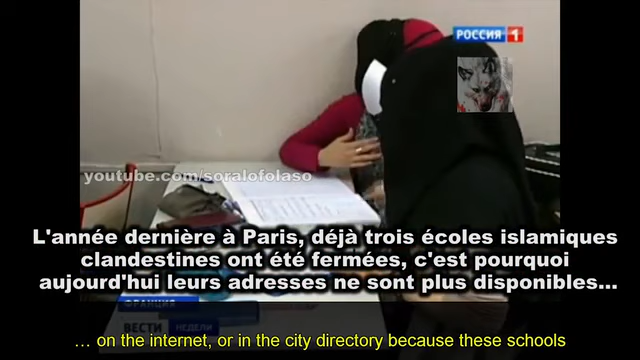 РОССИЯ 1
youtube.com/soralofolaso
L'année dernière à Paris, déjà trois écoles islamiques
clandestines ont été fermées, c'est pourquoi
aujourd'hui leurs adresses ne sont plus disponibles...
ФРАНЦИЯ
ВЕСТИ НЕДЕЛИ
… on the internet, or in the city directory because these schools